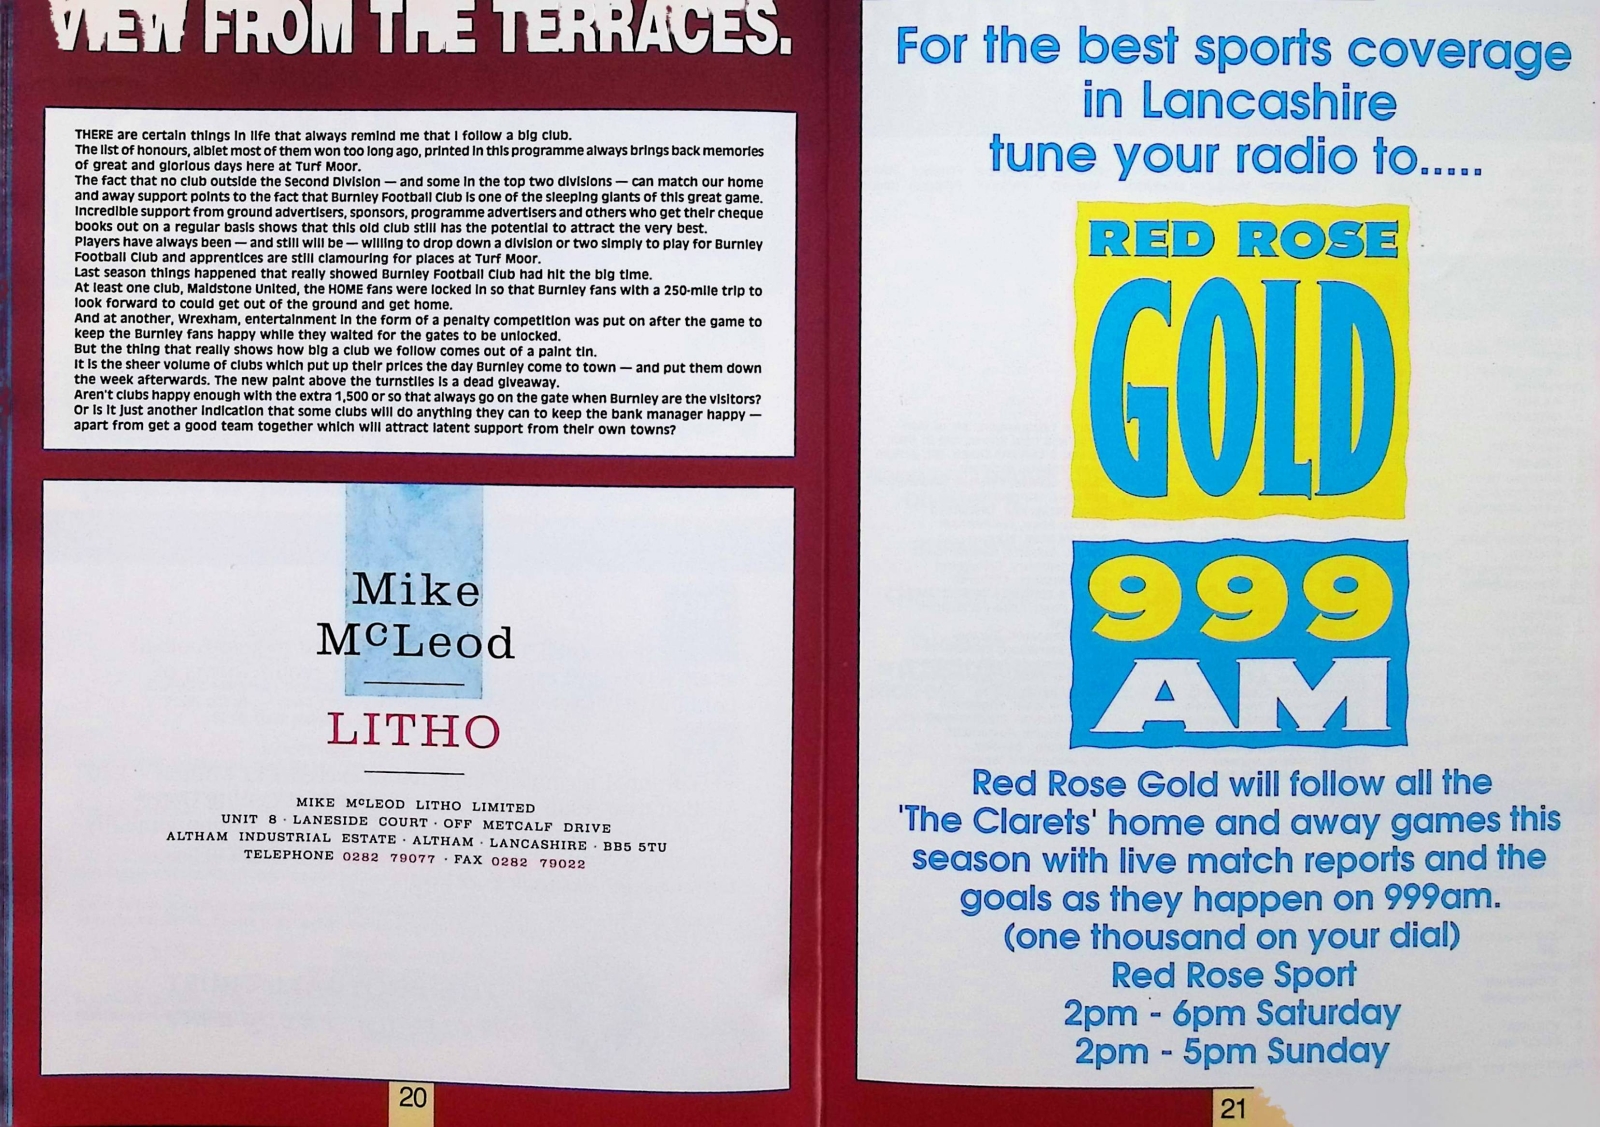 VIEW FROM THE TERRACES.
THERE are certain things in life that always remind me that I follow a big club.
The list of honours, albiet most of them won too long ago, printed in this programme always brings back memories
of great and glorious days here at Turf Moor.
The fact that no club outside the Second Division — and some in the top two divisions — can match our home
and away support points to the fact that Burnley Football Club is one of the sleeping giants of this great game.
Incredible support from ground advertisers, sponsors, programme advertisers and others who get their cheque
books out on a regular basis shows that this old club still has the potential to attract the very best.
Players have always been — and still will be — willing to drop down a division or two simply to play for Burnley
Football Club and apprentices are still clamouring for places at Turf Moor.
Last season things happened that really showed Burnley Football Club had hit the big time.
At least one club, Maidstone United, the HOME fans were locked in so that Burnley fans with a 250-mile trip to
look forward to could get out of the ground and get home.
And at another, Wrexham, entertainment in the form of a penalty competition was put on after the game to
keep the Burnley fans happy while they waited for the gates to be unlocked.
But the thing that really shows how big a club we follow comes out of a paint tin.
It is the sheer volume of clubs which put up their prices the day Burnley come to town — and put them down
the week afterwards. The new paint above the turnstiles is a dead giveaway.
Aren't clubs happy enough with the extra 1,500 or so that always go on the gate when Burnley are the visitors?
Or is it just another indication that some clubs will do anything they can to keep the bank manager happy —
apart from get a good team together which will attract latent support from their own towns?
Mike
McLeod
LITHO
MIKE McLEOD LITHO LIMITED
UNIT 8 · LANESIDE COURT · OFF METCALF DRIVE
ALTHAM INDUSTRIAL ESTATE · ALTHAM · LANCASHIRE · BB5 5TU
TELEPHONE 0282 79077 · FAX 0282 79022
20
For the best sports coverage
in Lancashire
tune your radio to.....
RED ROSE
GOLD
999
AM
Red Rose Gold will follow all the
'The Clarets' home and away games this
season with live match reports and the
goals as they happen on 999am.
(one thousand on your dial)
Red Rose Sport
2pm - 6pm Saturday
2pm - 5pm Sunday
21